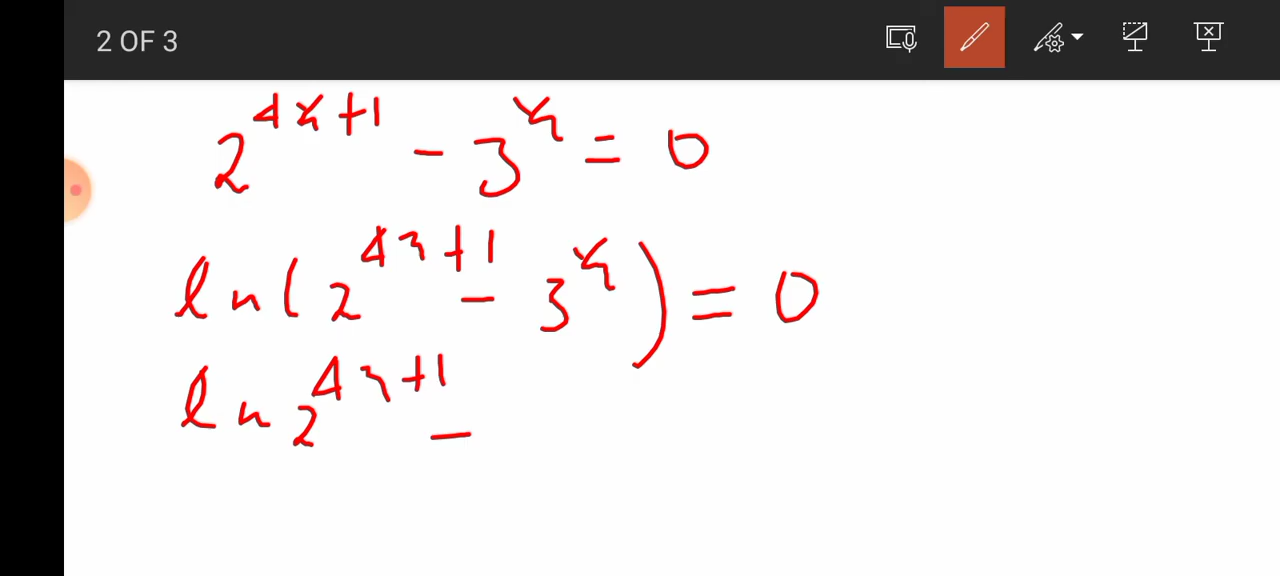 2 OF 3
2^{4x+1} - 3^x = 0
ln(2^{4x+1} - 3^x) = 0
ln 2^{4x+1} -